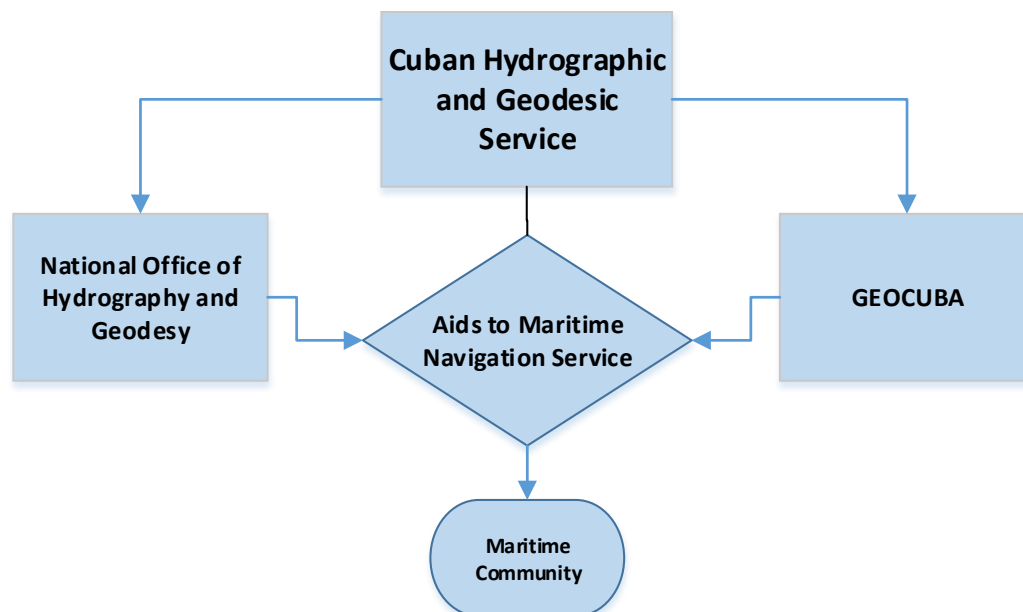 Cuban Hydrographic
and Geodesic
Service
National Office of
Hydrography and
Geodesy
Aids to Maritime
Navigation Service
GEOCUBA
Maritime
Community